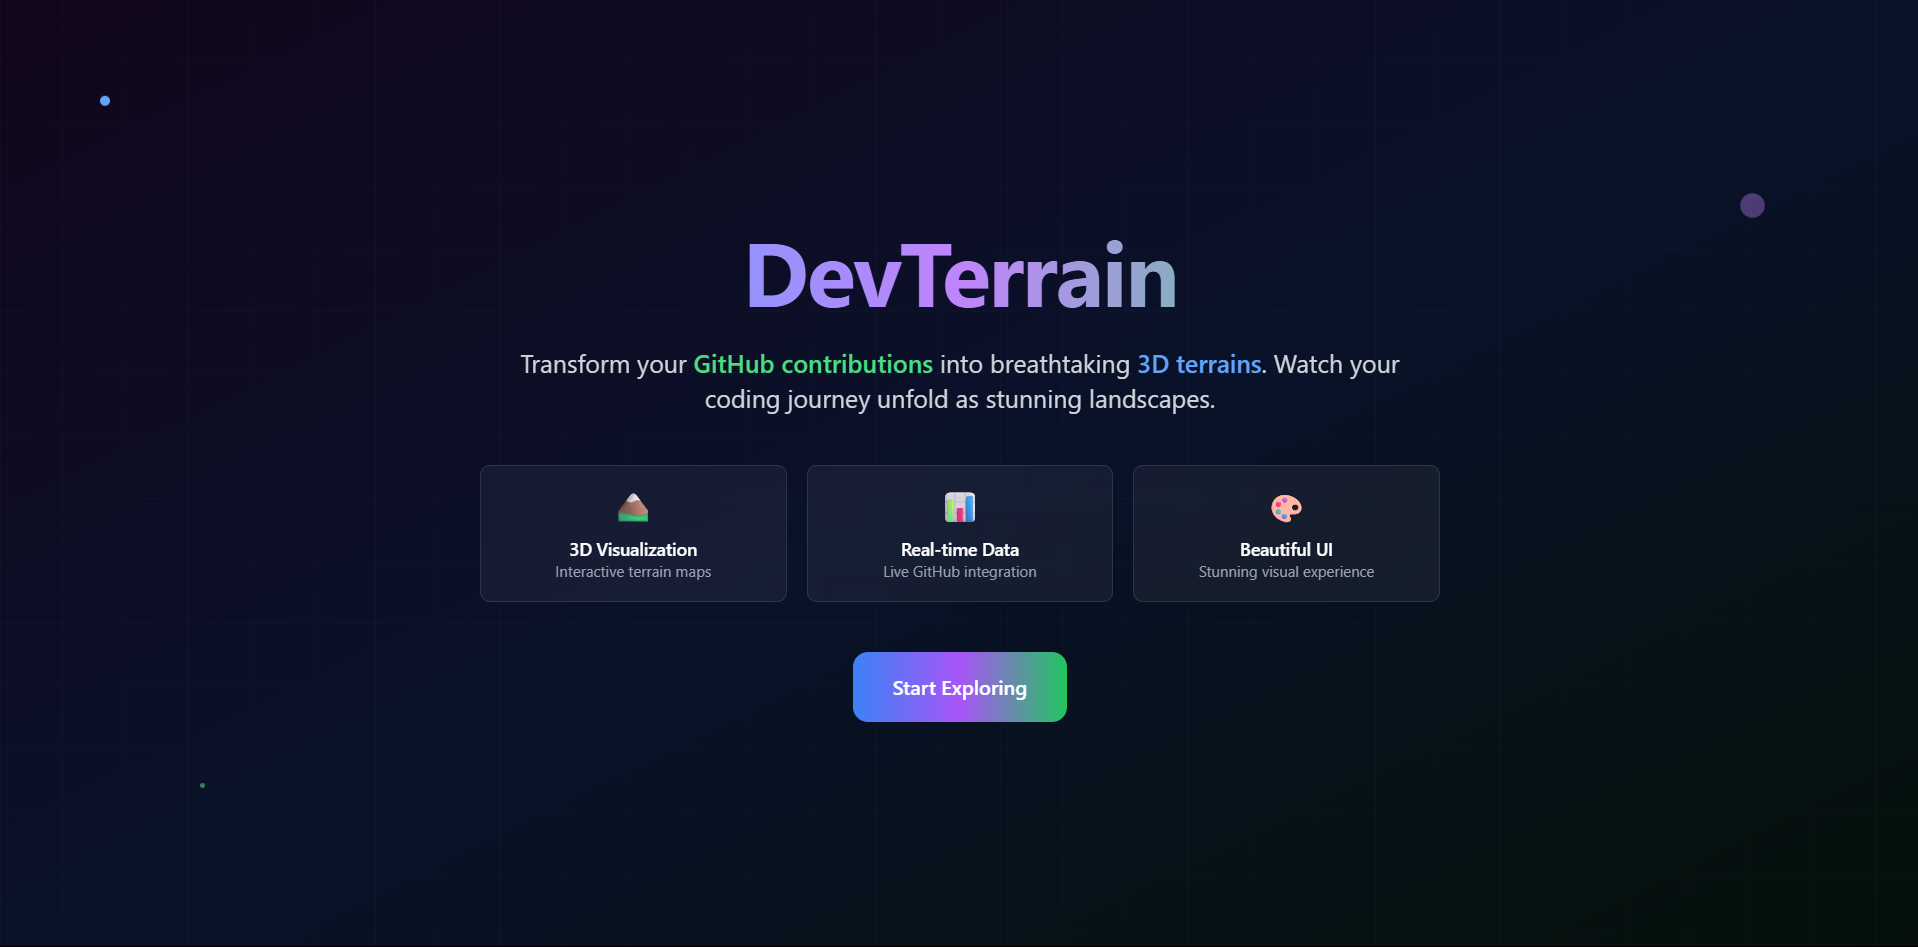 DevTerrain
Transform your GitHub contributions into breathtaking 3D terrains. Watch your
coding journey unfold as stunning landscapes.
3D Visualization
Interactive terrain maps
Real-time Data
Live GitHub integration
Beautiful UI
Stunning visual experience
Start Exploring